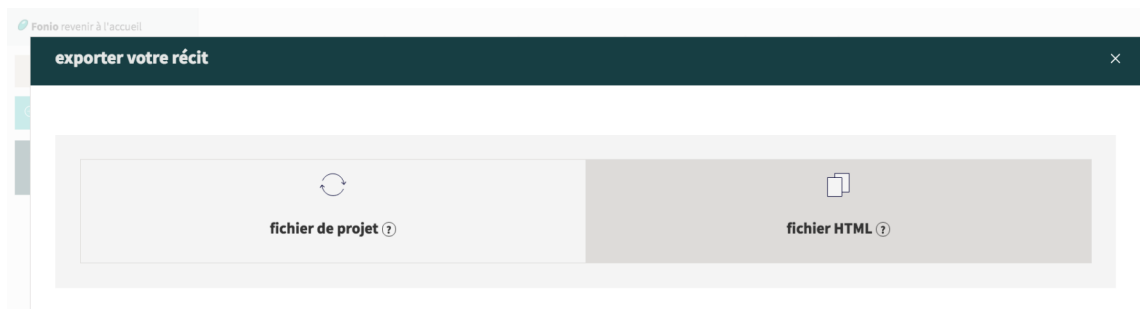 Fonio revenir à l'accueil
exporter votre récit
fichier de projet ?
fichier HTML ?